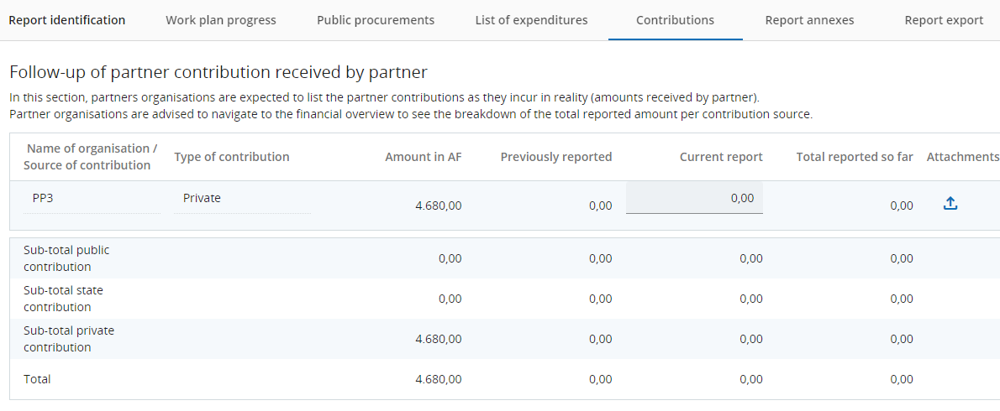 Report identification Work plan progress Public procurements List of expenditures Contributions Report annexes Report export
Follow-up of partner contribution received by partner
In this section, partners organisations are expected to list the partner contributions as they incur in reality (amounts received by partner).
Partner organisations are advised to navigate to the financial overview to see the breakdown of the total reported amount per contribution source.
Name of organisation /
Source of contribution Type of contribution Amount in AF Previously reported Current report Total reported so far Attachments
PP3 Private 4.680,00 0,00 0,00 0,00
Sub-total public
contribution 0,00 0,00 0,00 0,00
Sub-total state
contribution 0,00 0,00 0,00 0,00
Sub-total private
contribution 4.680,00 0,00 0,00 0,00
Total 4.680,00 0,00 0,00 0,00